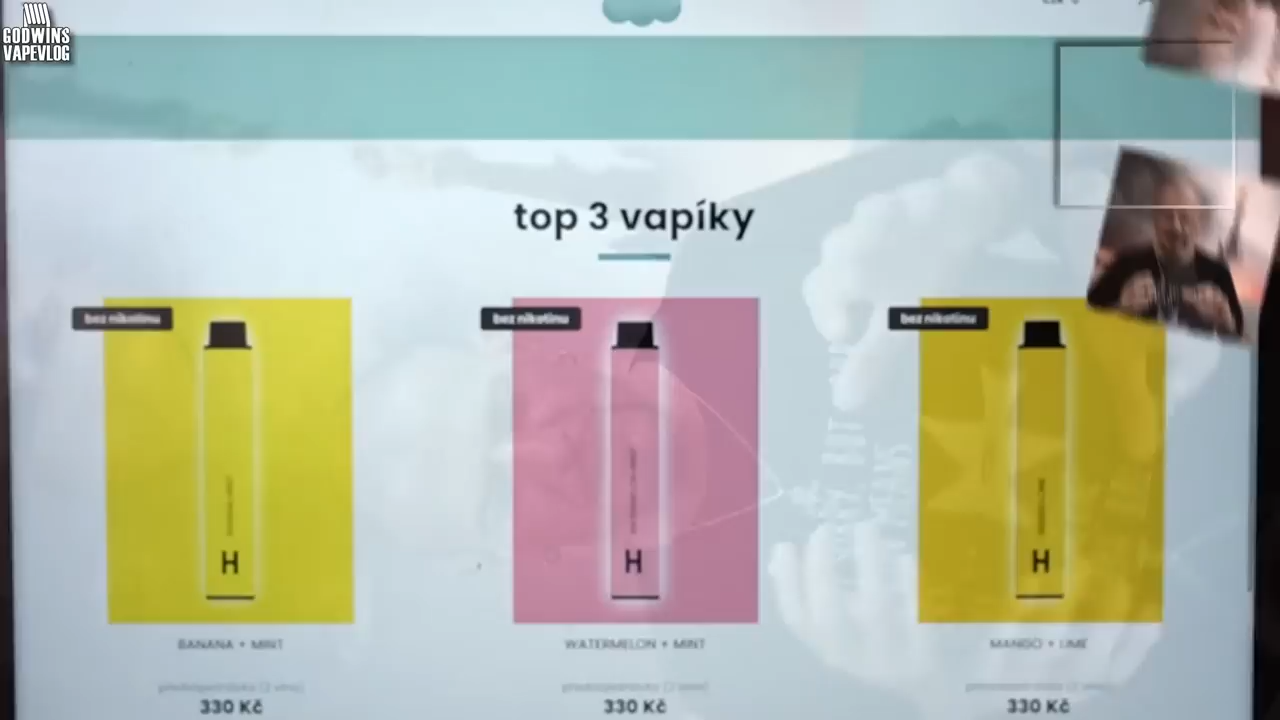 GODWINS
VAPEVLOG
top 3 vapíky
bez nikotinu
bez nikotinu
bez nikotinu
H
H
H
BANANA + MINT
WATERMELON + MINT
MANGO + LIME
330 Kč
330 Kč
330 Kč